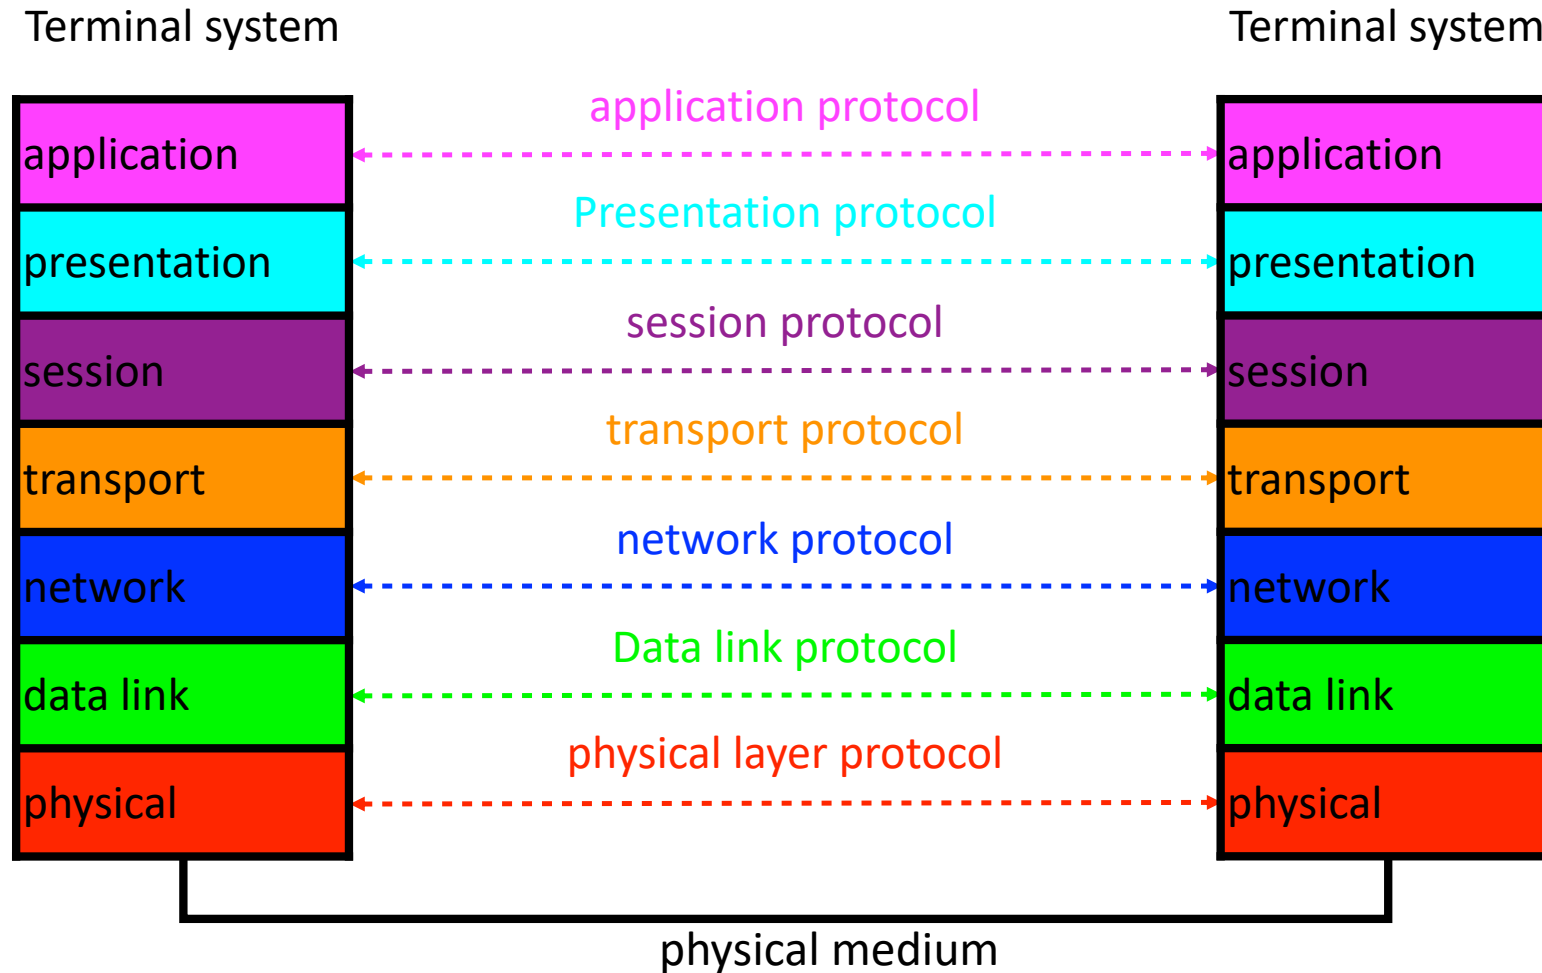 Terminal system
Terminal system
application protocol
application
application
Presentation protocol
presentation
presentation
session protocol
session
session
transport protocol
transport
transport
network protocol
network
network
Data link protocol
data link
data link
physical layer protocol
physical
physical
physical medium